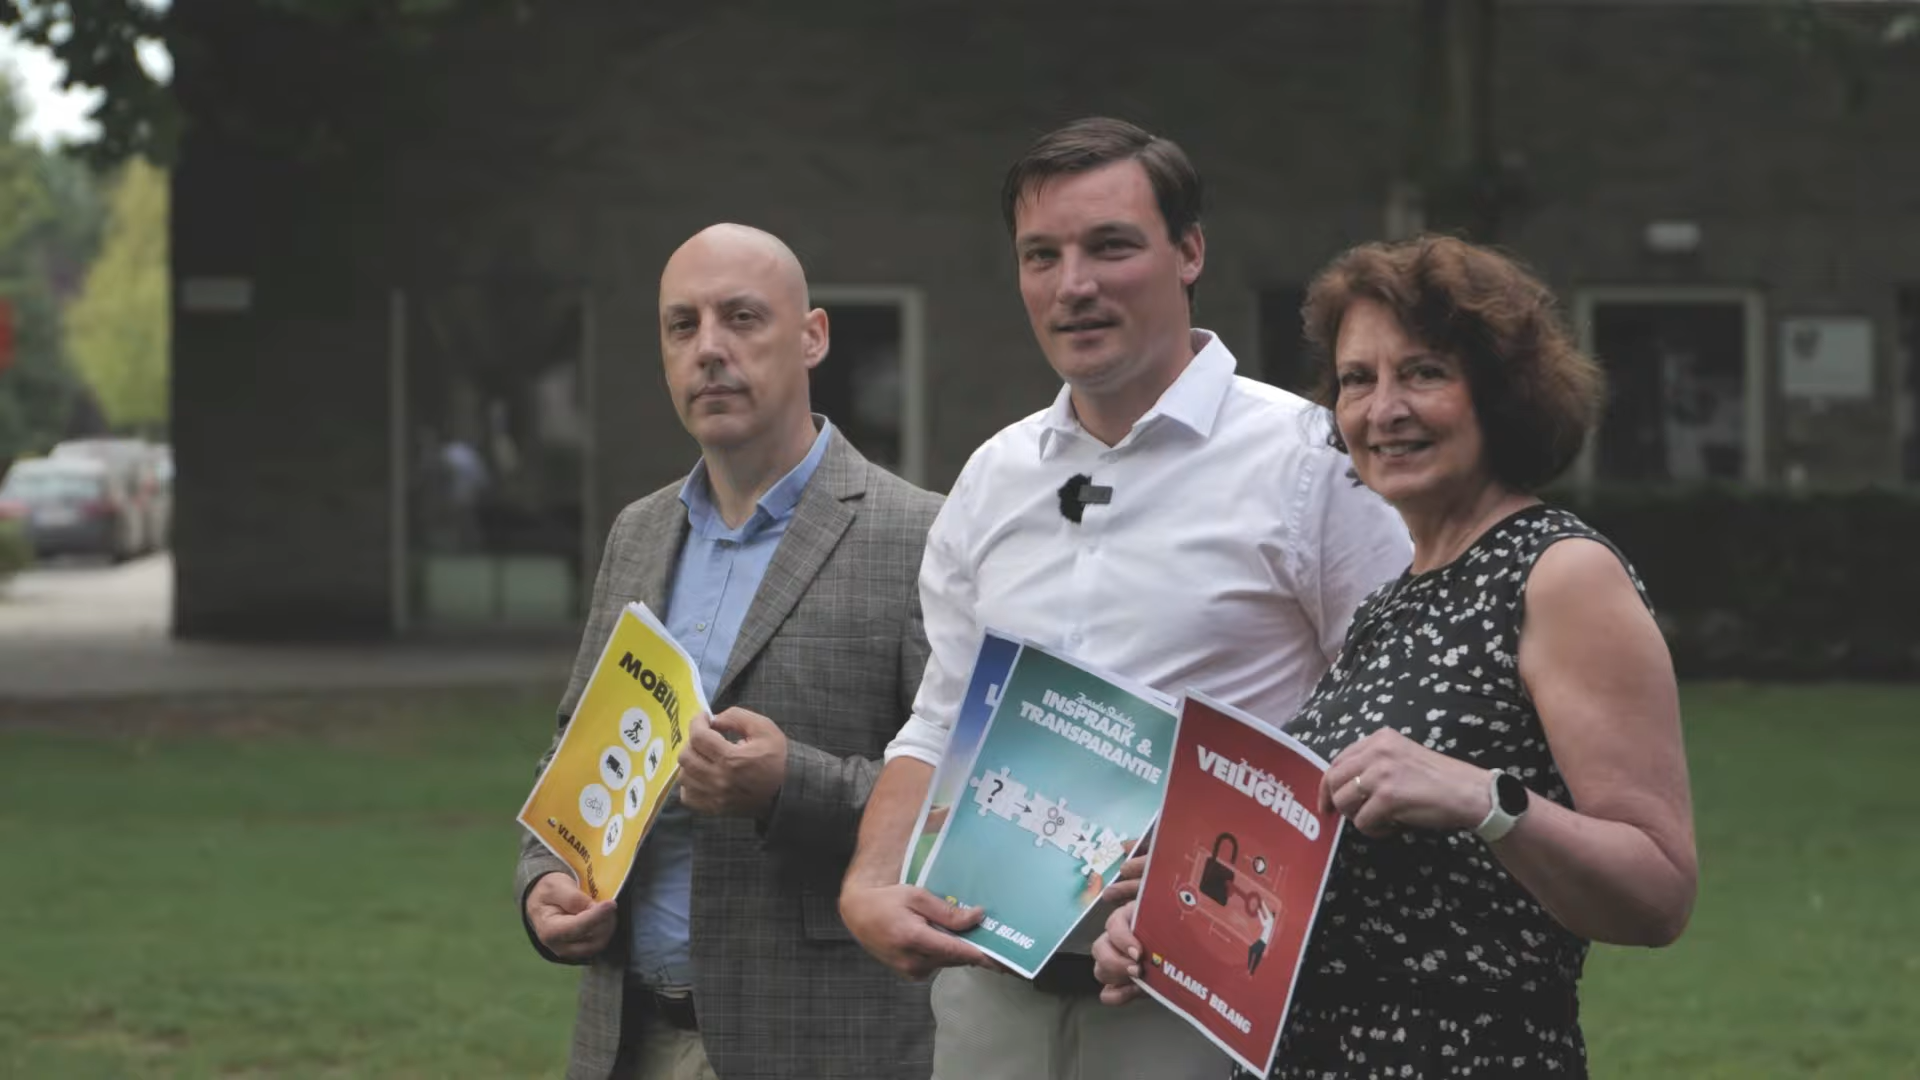 MOBILITEIT
VLAAMS BELANG
L
INSPRAAK &
TRANSPARANTIE
?
VLAAMS BELANG
VEILIGHEID
VLAAMS BELANG